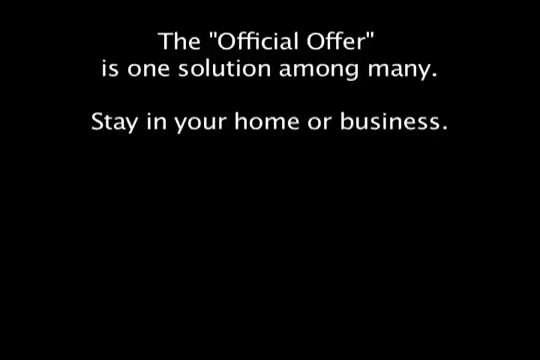 The "Official Offer"
is one solution among many.
Stay in your home or business.